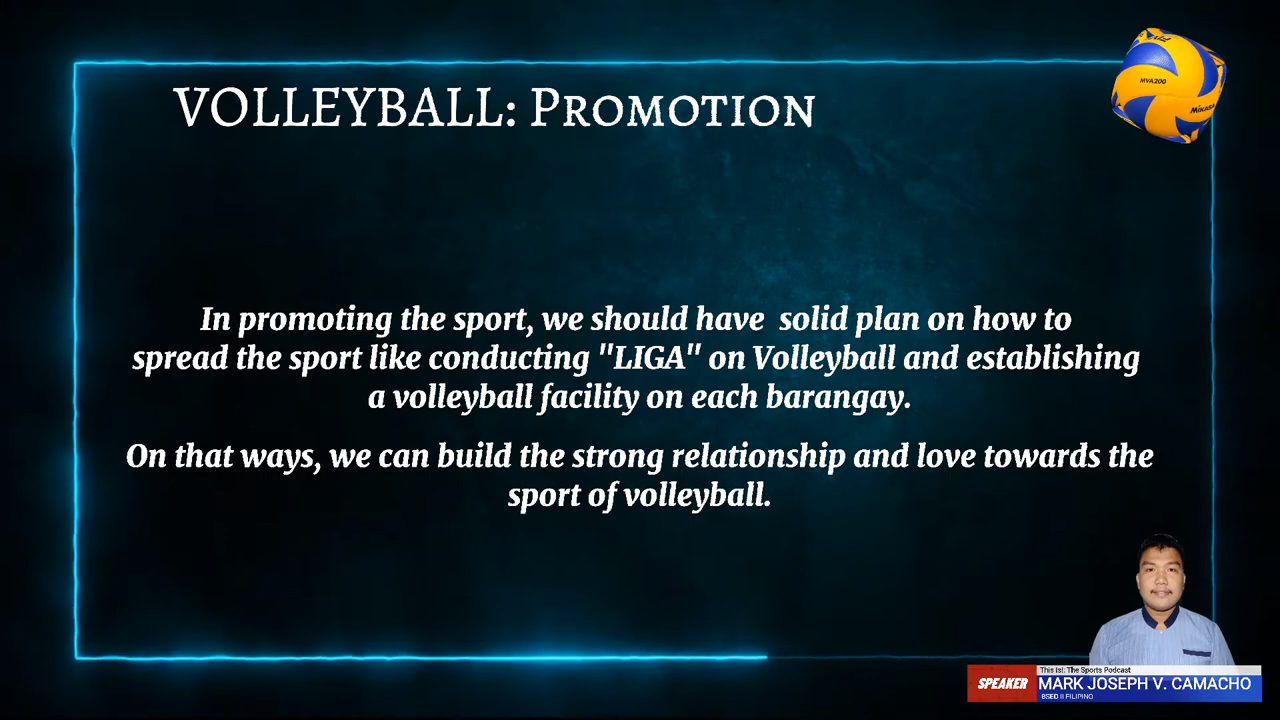 VOLLEYBALL: PROMOTION
MVA200
MIKASA
In promoting the sport, we should have  solid plan on how to
spread the sport like conducting "LIGA" on Volleyball and establishing
a volleyball facility on each barangay.
On that ways, we can build the strong relationship and love towards the
sport of volleyball.
This Is!: The Sports Podcast
SPEAKER
MARK JOSEPH V. CAMACHO
BSED II FILIPINO